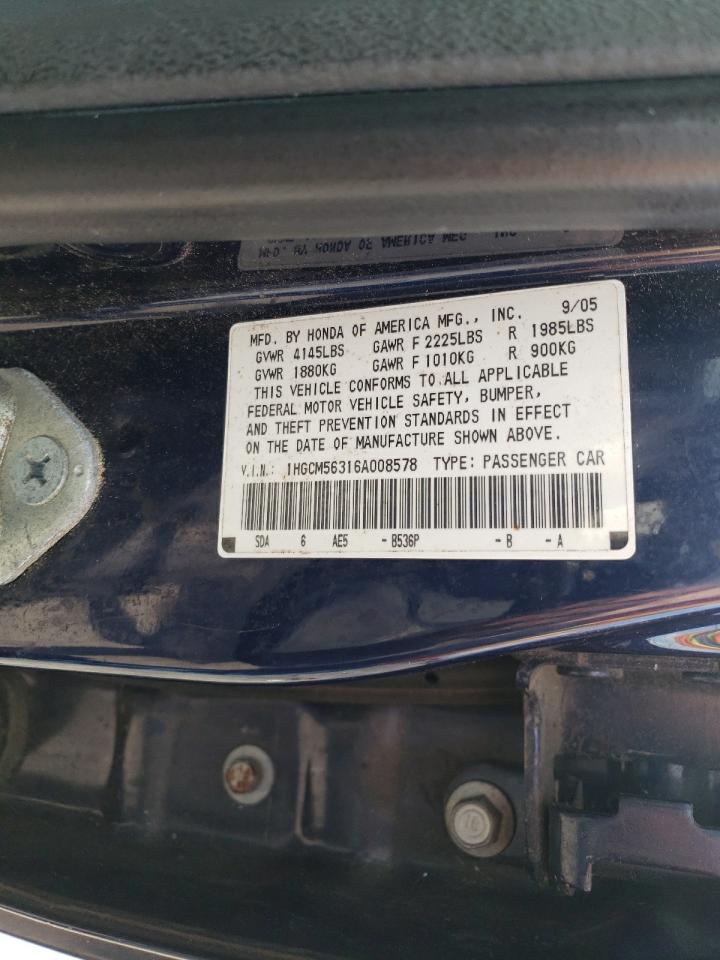 MFD. BY HONDA OF AMERICA MFG., INC. 9/05
GVWR 4145LBS GAWR F 2225LBS R 1985LBS
GVWR 1880KG GAWR F 1010KG R 900KG
THIS VEHICLE CONFORMS TO ALL APPLICABLE
FEDERAL MOTOR VEHICLE SAFETY, BUMPER,
AND THEFT PREVENTION STANDARDS IN EFFECT
ON THE DATE OF MANUFACTURE SHOWN ABOVE.
V.I.N.: 1HGCM56316A008578 TYPE: PASSENGER CAR
SDA 6 AE5 -B536P -B -A